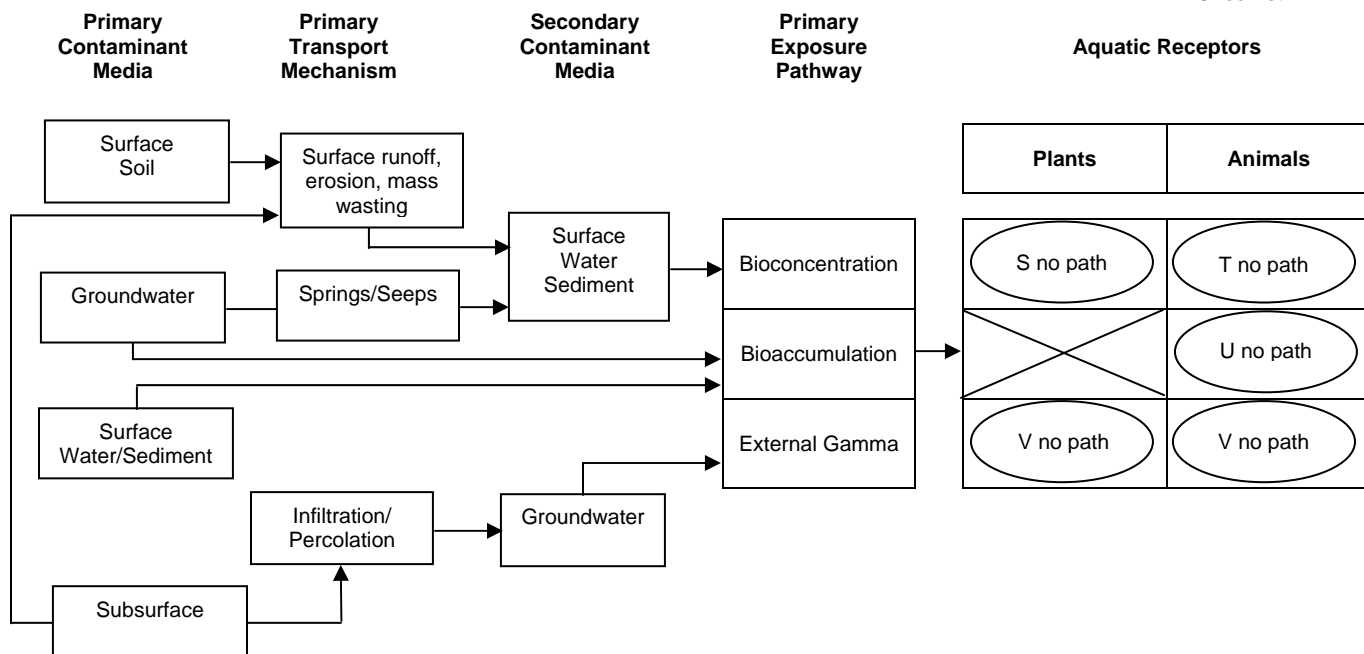 Primary
Contaminant
Media
Primary
Transport
Mechanism
Secondary
Contaminant
Media
Primary
Exposure
Pathway
Aquatic Receptors
Surface
Soil
Surface runoff,
erosion, mass
wasting
Plants
Animals
Surface
Water
Sediment
Bioconcentration
S no path
T no path
Groundwater
Springs/Seeps
Bioaccumulation
U no path
Surface
Water/Sediment
External Gamma
V no path
V no path
Infiltration/
Percolation
Groundwater
Subsurface